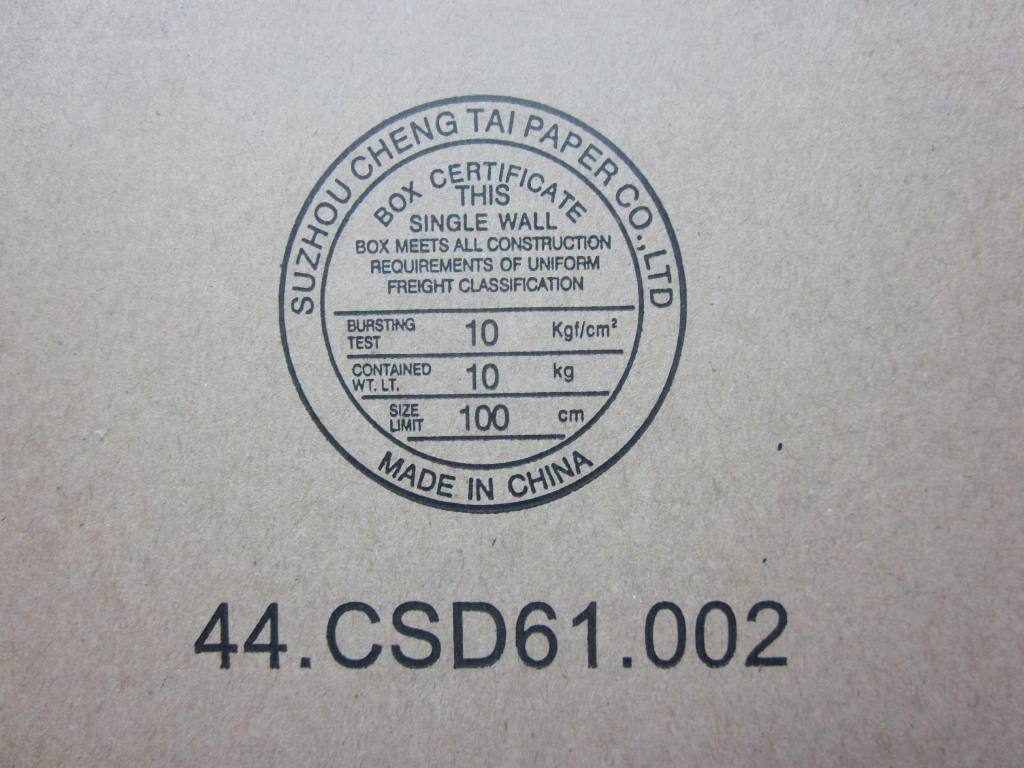 SUZHOU CHENG TAI PAPER CO.,LTD
BOX CERTIFICATE
THIS
SINGLE WALL
BOX MEETS ALL CONSTRUCTION
REQUIREMENTS OF UNIFORM
FREIGHT CLASSIFICATION
BURSTING TEST 10 Kgf/cm²
CONTAINED WT. LT. 10 kg
SIZE LIMIT 100 cm
MADE IN CHINA
44.CSD61.002